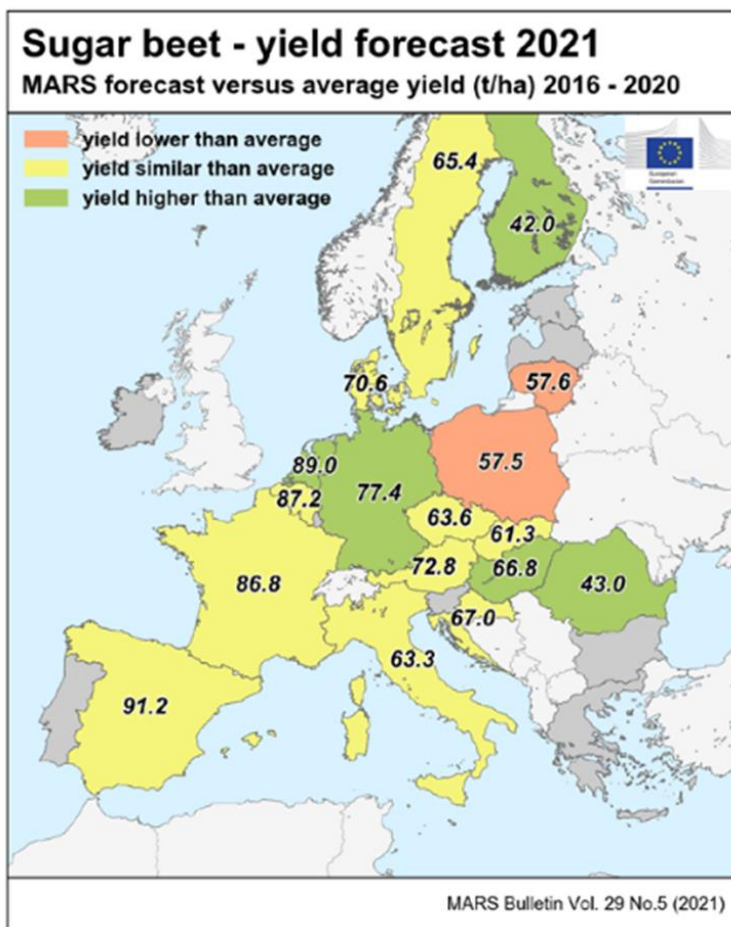 Sugar beet - yield forecast 2021
MARS forecast versus average yield (t/ha) 2016 - 2020
yield lower than average
yield similar than average
yield higher than average
European
Commission
65.4
42.0
70.6
57.6
89.0
57.5
87.2
77.4
63.6
61.3
72.8
66.8
86.8
43.0
67.0
63.3
91.2
MARS Bulletin Vol. 29 No.5 (2021)